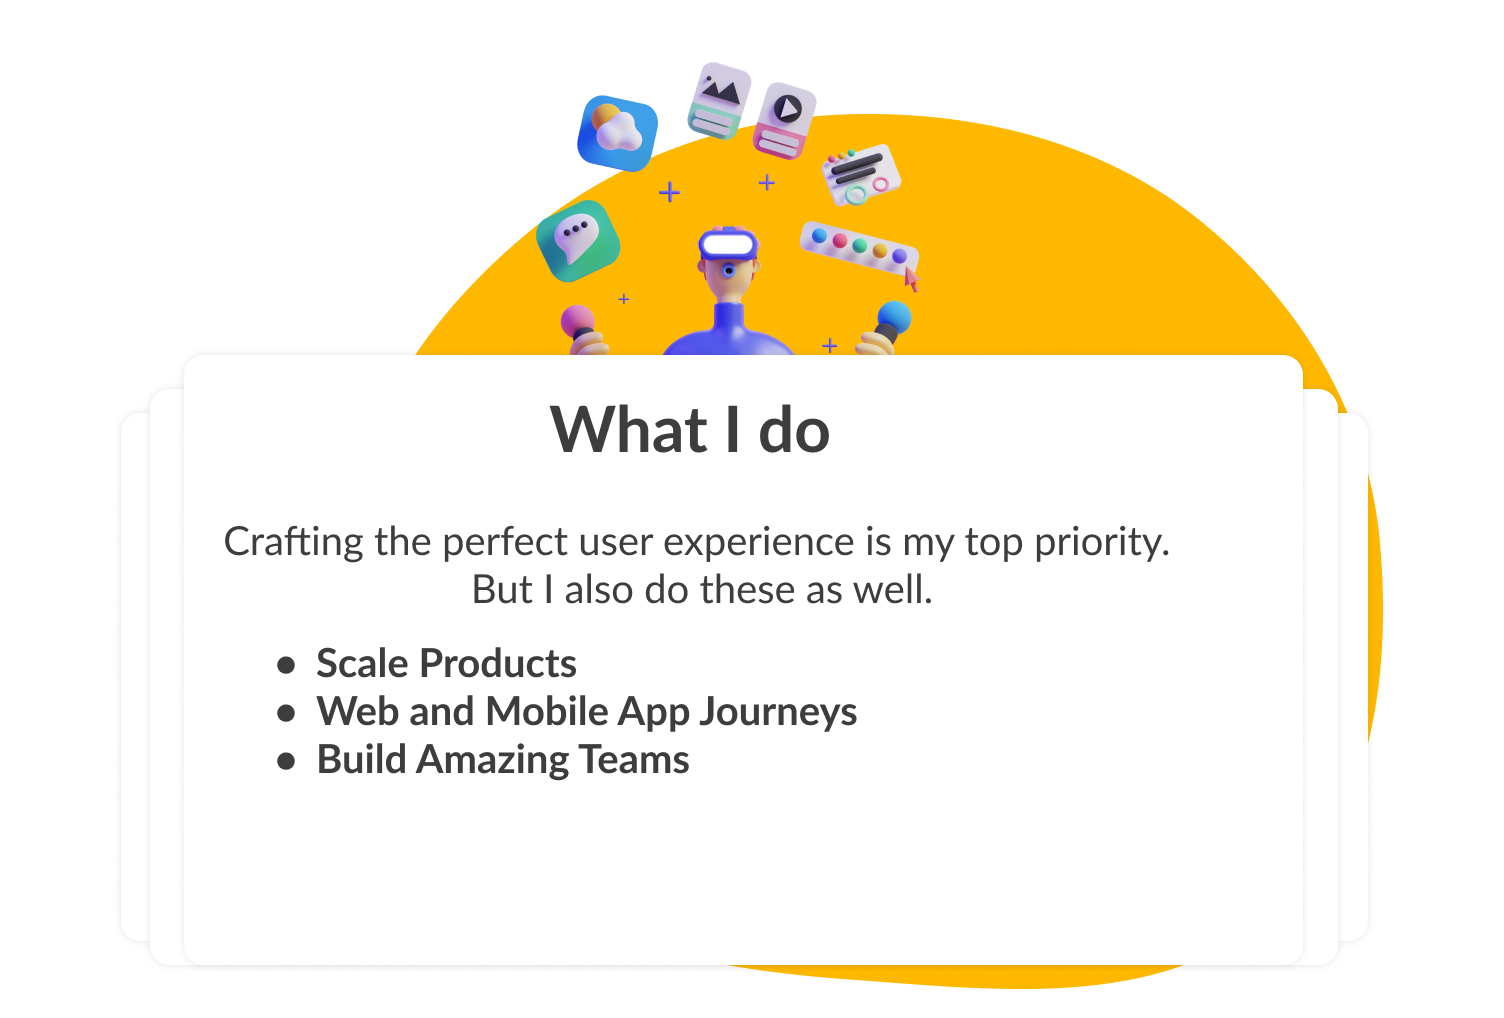 What I do
Crafting the perfect user experience is my top priority.
But I also do these as well.
● Scale Products
● Web and Mobile App Journeys
● Build Amazing Teams